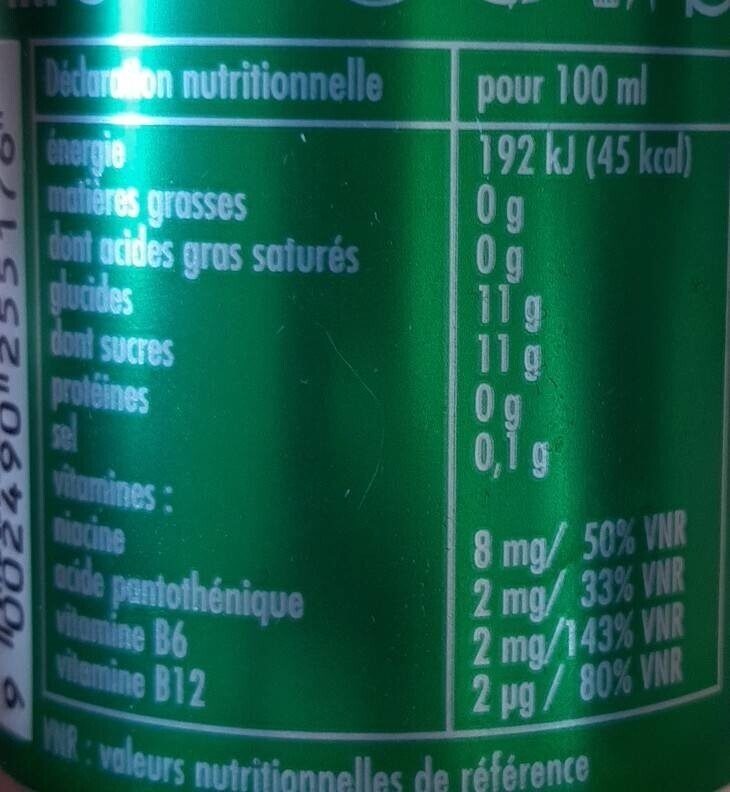 Déclaration nutritionnelle pour 100 ml
énergie 192 kJ (45 kcal)
matières grasses 0 g
dont acides gras saturés 0 g
glucides 11 g
dont sucres 11 g
protéines 0 g
sel 0,1 g
vitamines :
niacine 8 mg/ 50% VNR
acide pantothénique 2 mg/ 33% VNR
vitamine B6 2 mg/143% VNR
vitamine B12 2 µg / 80% VNR
VNR : valeurs nutritionnelles de référence